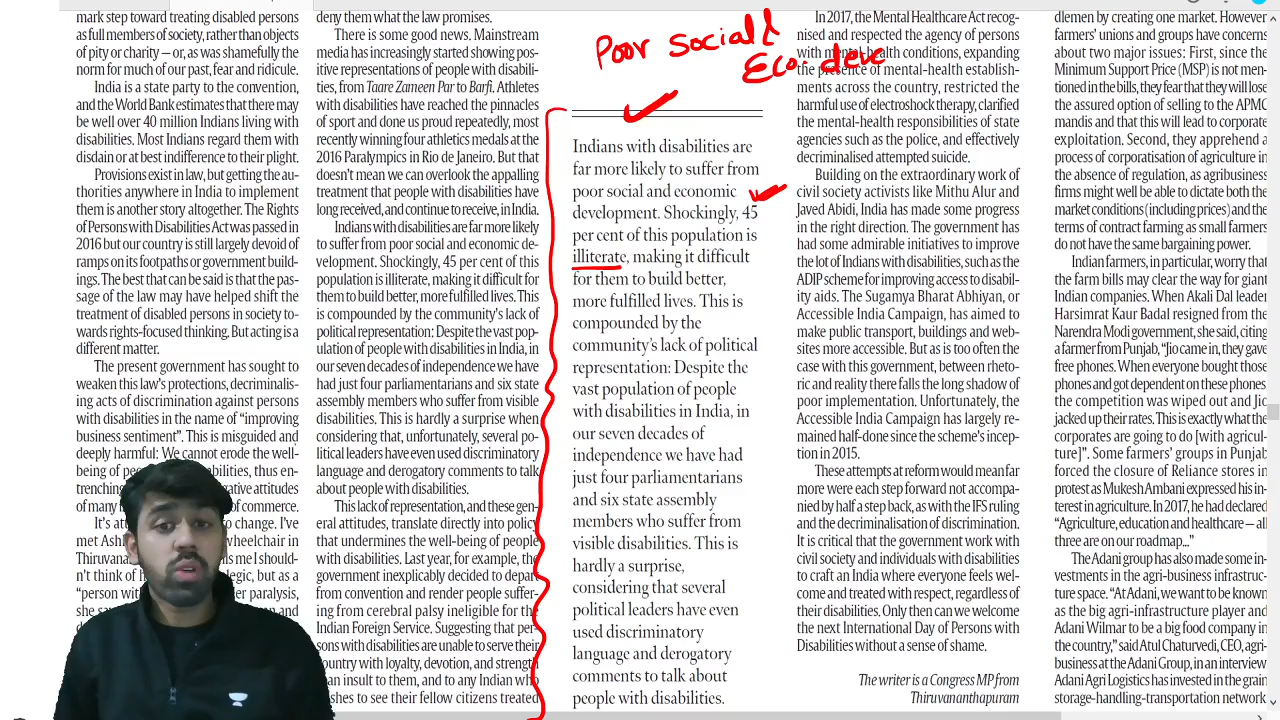 mark step toward treating disabled persons
as full members of society, rather than objects
of pity or charity — or, as was shamefully the
norm for much of our past, fear and ridicule.
India is a state party to the convention,
and the World Bank estimates that there may
be well over 40 million Indians living with
disabilities. Most Indians regard them with
disdain or at best indifference to their plight.
Provisions exist in law, but getting the au-
thorities anywhere in India to implement
them is another story altogether. The Rights
of Persons with Disabilities Act was passed in
2016 but our country is still largely devoid of
ramps on its footpaths or government build-
ings. The best that can be said is that the pas-
sage of the law may have helped shift the
treatment of disabled persons in society to-
wards rights-focused thinking. But acting is a
different matter.
The present government has sought to
weaken this law's protections, decriminalis-
ing acts of discrimination against persons
with disabilities in the name of “improving
business sentiment”. This is misguided and
deeply harmful: We cannot erode the well-
being of abilities, thus en-
trenching ative attitudes
of many of commerce.
It's to change. I've
met wheelchair in
me I should-
n't think of legic, but as a
“person wit er paralysis,
and
deny them what the law promises.
There is some good news. Mainstream
media has increasingly started showing pos-
itive representations of people with disabili-
ties, from Taare Zameen Par to Barfi. Athletes
with disabilities have reached the pinnacles
of sport and done us proud repeatedly, most
recently winning four athletics medals at the
2016 Paralympics in Rio de Janeiro. But that
doesn't mean we can overlook the appalling
treatment that people with disabilities have
long received, and continue to receive, in India.
Indians with disabilities are far more likely
to suffer from poor social and economic de-
velopment. Shockingly, 45 per cent of this
population is illiterate, making it difficult for
them to build better, more fulfilled lives. This
is compounded by the community's lack of
political representation: Despite the vast pop-
ulation of people with disabilities in India, in
our seven decades of independence we have
had just four parliamentarians and six state
assembly members who suffer from visible
disabilities. This is hardly a surprise when
considering that, unfortunately, several po-
litical leaders have even used discriminatory
language and derogatory comments to talk
about people with disabilities.
This lack of representation, and these gen-
eral attitudes, translate directly into policy
that undermines the well-being of people
with disabilities. Last year, for example, the
government inexplicably decided to depart
from convention and render people suffer-
ing from cerebral palsy ineligible for the
Indian Foreign Service. Suggesting that per-
sons with disabilities are unable to serve their
country with loyalty, devotion, and strength
an insult to them, and to any Indian who
shes to see their fellow citizens treated
Poor social &
Eco. deve
Indians with disabilities are
far more likely to suffer from
poor social and economic
development. Shockingly, 45
per cent of this population is
illiterate, making it difficult
for them to build better,
more fulfilled lives. This is
compounded by the
community's lack of political
representation: Despite the
vast population of people
with disabilities in India, in
our seven decades of
independence we have had
just four parliamentarians
and six state assembly
members who suffer from
visible disabilities. This is
hardly a surprise,
considering that several
political leaders have even
used discriminatory
language and derogatory
comments to talk about
people with disabilities.
In 2017, the Mental Healthcare Act recog-
nised and respected the agency of persons
with mental-health conditions, expanding
the presence of mental-health establish-
ments across the country, restricted the
harmful use of electroshock therapy, clarified
the mental-health responsibilities of state
agencies such as the police, and effectively
decriminalised attempted suicide.
Building on the extraordinary work of
civil society activists like Mithu Alur and
Javed Abidi, India has made some progress
in the right direction. The government has
had some admirable initiatives to improve
the lot of Indians with disabilities, such as the
ADIP scheme for improving access to disabil-
ity aids. The Sugamya Bharat Abhiyan, or
Accessible India Campaign, has aimed to
make public transport, buildings and web-
sites more accessible. But as is too often the
case with this government, between rheto-
ric and reality there falls the long shadow of
poor implementation. Unfortunately, the
Accessible India Campaign has largely re-
mained half-done since the scheme's incep-
tion in 2015.
These attempts at reform would mean far
more were each step forward not accompa-
nied by half a step back, as with the IFS ruling
and the decriminalisation of discrimination.
It is critical that the government work with
civil society and individuals with disabilities
to craft an India where everyone feels wel-
come and treated with respect, regardless of
their disabilities. Only then can we welcome
the next International Day of Persons with
Disabilities without a sense of shame.
The writer is a Congress MP from
Thiruvananthapuram
dlemen by creating one market. However
farmers' unions and groups have concerns
about two major issues: First, since the
Minimum Support Price (MSP) is not men-
tioned in the bills, they fear that they will lose
the assured option of selling to the APMC
mandis and that this will lead to corporate
exploitation. Second, they apprehend a
process of corporatisation of agriculture in
the absence of regulation, as agribusiness
firms might well be able to dictate both the
market conditions (including prices) and the
terms of contract farming as small farmers
do not have the same bargaining power.
Indian farmers, in particular, worry that
the farm bills may clear the way for giant
Indian companies. When Akali Dal leader
Harsimrat Kaur Badal resigned from the
Narendra Modi government, she said, citing
a farmer from Punjab, “Jio came in, they gave
free phones. When everyone bought those
phones and got dependent on these phones
the competition was wiped out and Jio
jacked up their rates. This is exactly what the
corporates are going to do [with agricul-
ture]”. Some farmers' groups in Punjab
forced the closure of Reliance stores in
protest as Mukesh Ambani expressed his in-
terest in agriculture. In 2017, he had declared
“Agriculture, education and healthcare — all
three are on our roadmap...”
The Adani group has also made some in-
vestments in the agri-business infrastruc-
ture space. “At Adani, we want to be known
as the big agri-infrastructure player and
Adani Wilmar to be a big food company in
the country,” said Atul Chaturvedi, CEO, agri-
business at the Adani Group, in an interview
Adani Agri Logistics has invested in the grain
storage-handling-transportation network